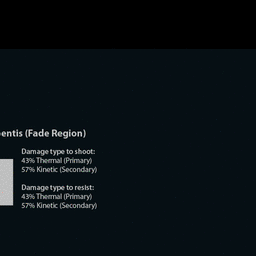 entis (Fade Region)
Damage type to shoot:
43% Thermal (Primary)
57% Kinetic (Secondary)
Damage type to resist:
43% Thermal (Primary)
57% Kinetic (Secondary)